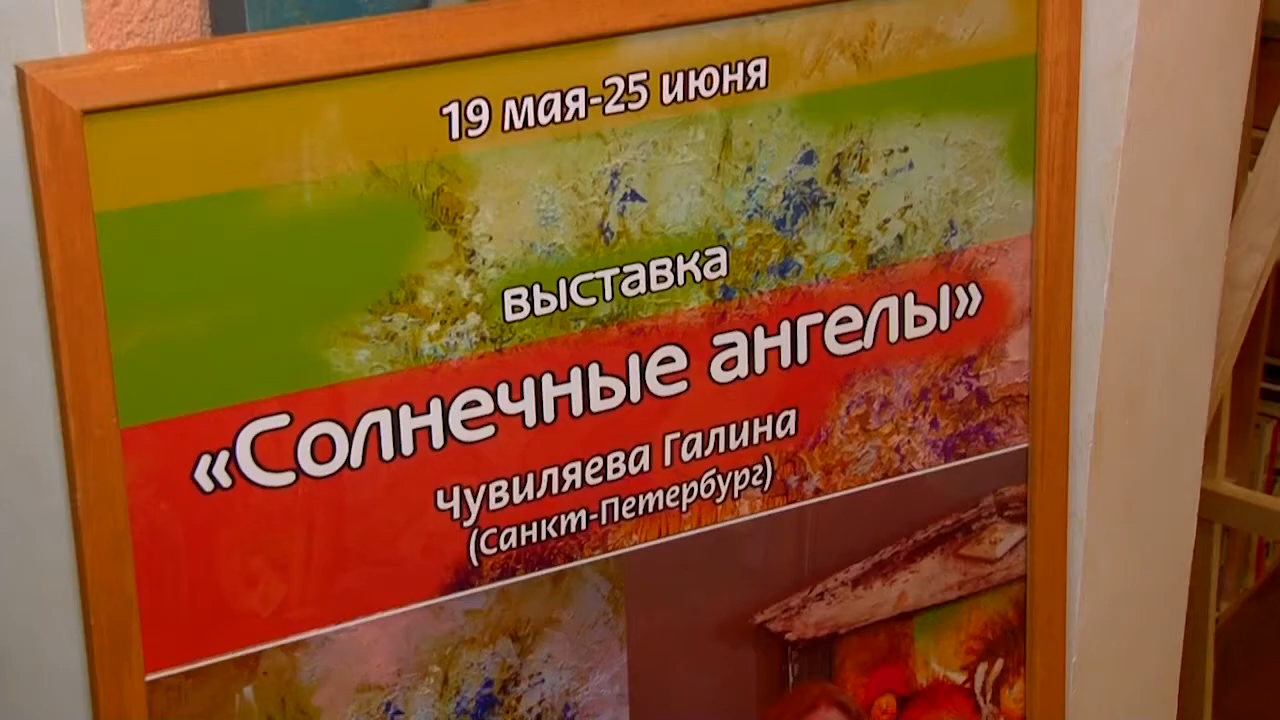 19 мая-25 июня
выставка
«Солнечные ангелы»
Чувиляева Галина
(Санкт-Петербург)